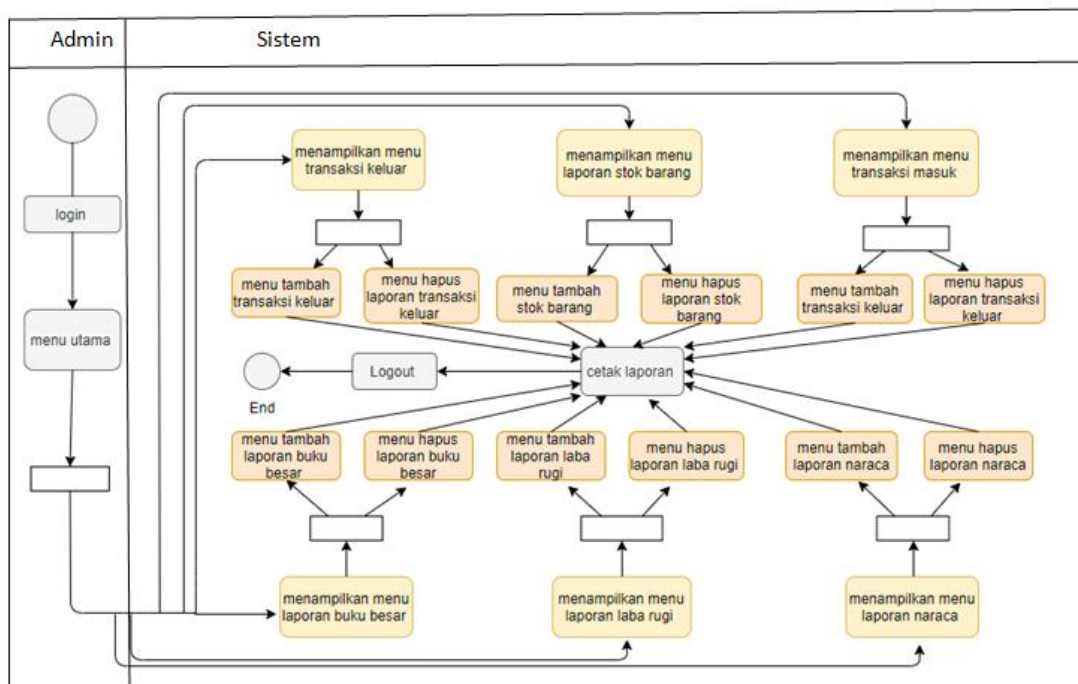 Admin
Sistem
login
menu utama
menampilkan menu
transaksi keluar
menampilkan menu
laporan stok barang
menampilkan menu
transaksi masuk
menu tambah
transaksi keluar
menu hapus
laporan transaksi
keluar
menu tambah
stok barang
menu hapus
laporan stok
barang
menu tambah
transaksi keluar
menu hapus
laporan transaksi
keluar
End
Logout
cetak laporan
menu tambah
laporan buku
besar
menu hapus
laporan buku
besar
menu tambah
laporan laba
rugi
menu hapus
laporan laba rugi
menu tambah
laporan naraca
menu hapus
laporan naraca
menampilkan menu
laporan buku besar
menampilkan menu
laporan laba rugi
menampilkan menu
laporan naraca